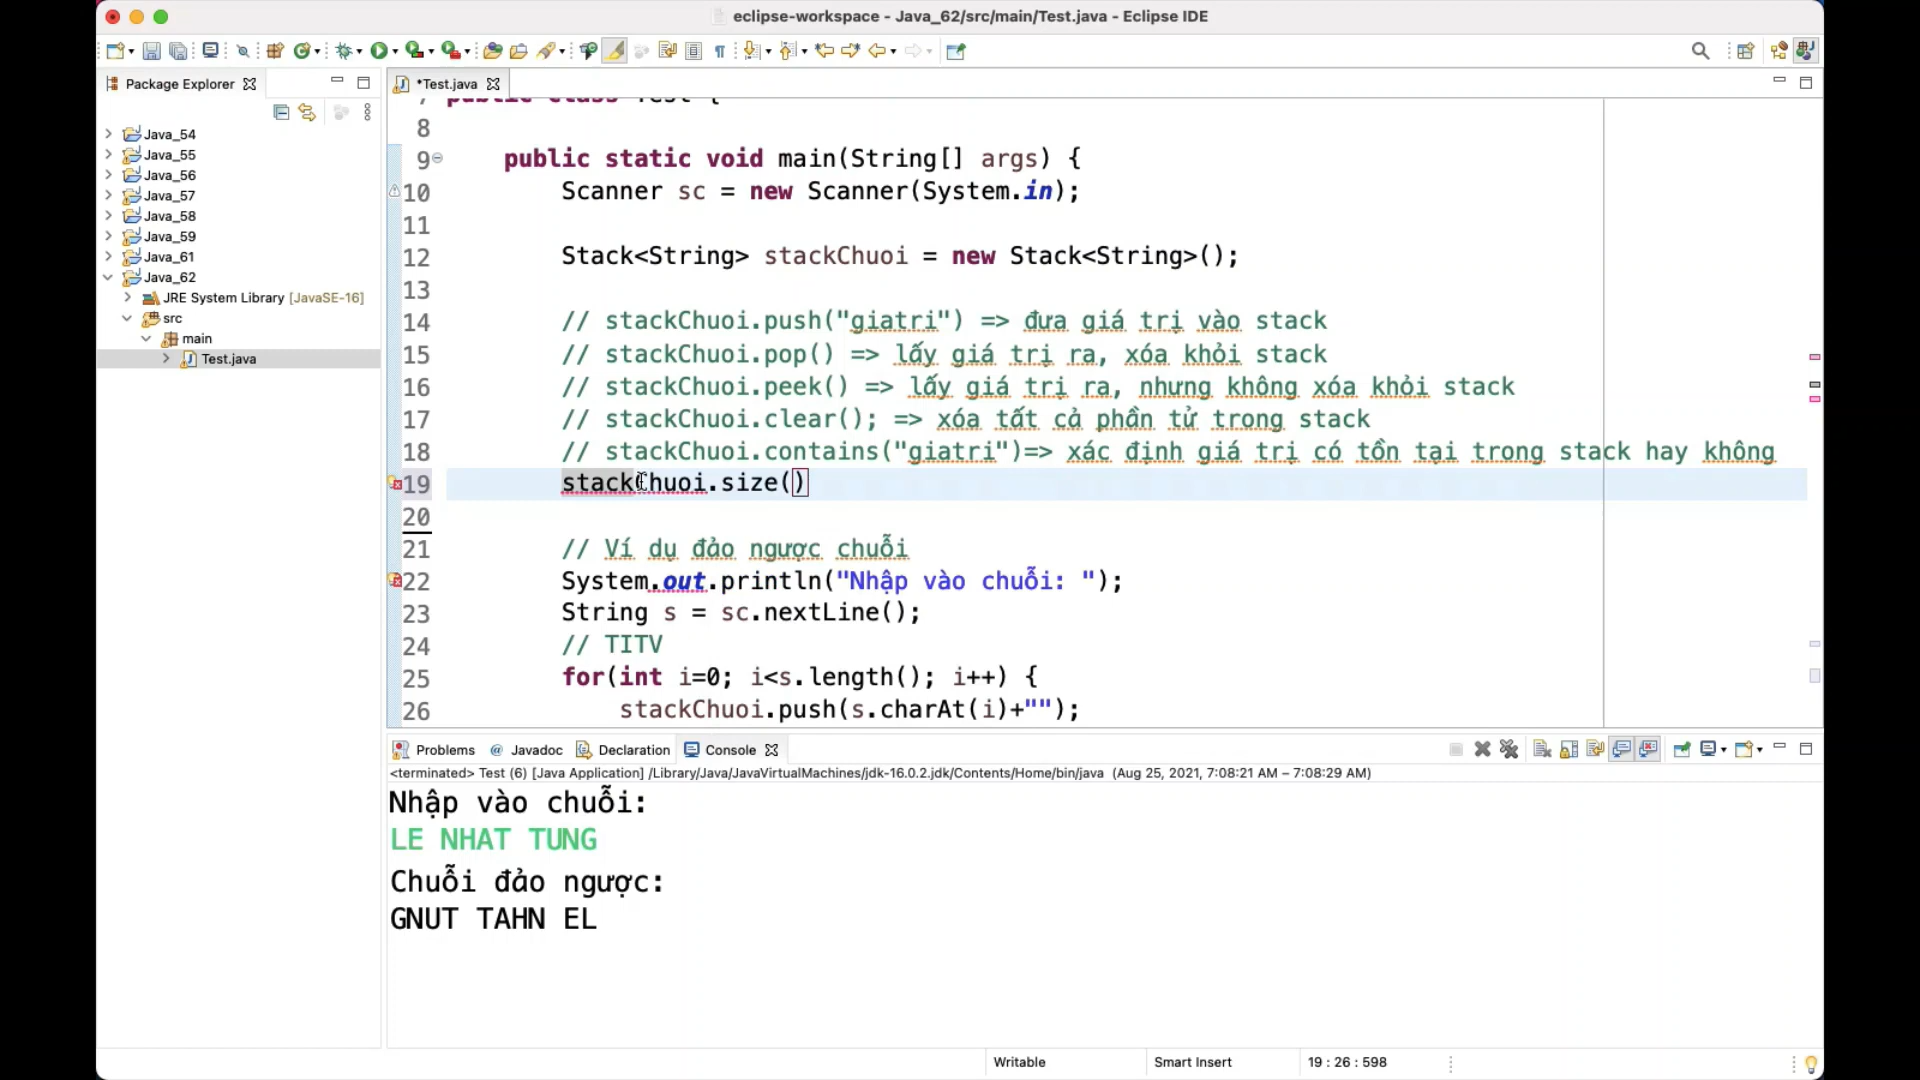 eclipse-workspace - Java_62/src/main/Test.java - Eclipse IDE
Package Explorer
*Test.java
Java_54
Java_55
Java_56
Java_57
Java_58
Java_59
Java_61
Java_62
JRE System Library [JavaSE-16]
src
main
Test.java
7 public class Test {
8
9 public static void main(String[] args) {
10 Scanner sc = new Scanner(System.in);
11
12 Stack<String> stackChuoi = new Stack<String>();
13
14 // stackChuoi.push("giatri") => đưa giá trị vào stack
15 // stackChuoi.pop() => lấy giá trị ra, xóa khỏi stack
16 // stackChuoi.peek() => lấy giá trị ra, nhưng không xóa khỏi stack
17 // stackChuoi.clear(); => xóa tất cả phần tử trong stack
18 // stackChuoi.contains("giatri")=> xác định giá trị có tồn tại trong stack hay không
19 stackChuoi.size()
20
21 // Ví dụ đảo ngược chuỗi
22 System.out.println("Nhập vào chuỗi: ");
23 String s = sc.nextLine();
24 // TITV
25 for(int i=0; i<s.length(); i++) {
26 stackChuoi.push(s.charAt(i)+"");
Problems @ Javadoc Declaration Console
<terminated> Test (6) [Java Application] /Library/Java/JavaVirtualMachines/jdk-16.0.2.jdk/Contents/Home/bin/java (Aug 25, 2021, 7:08:21 AM – 7:08:29 AM)
Nhập vào chuỗi:
LE NHAT TUNG
Chuỗi đảo ngược:
GNUT TAHN EL
Writable Smart Insert 19 : 26 : 598